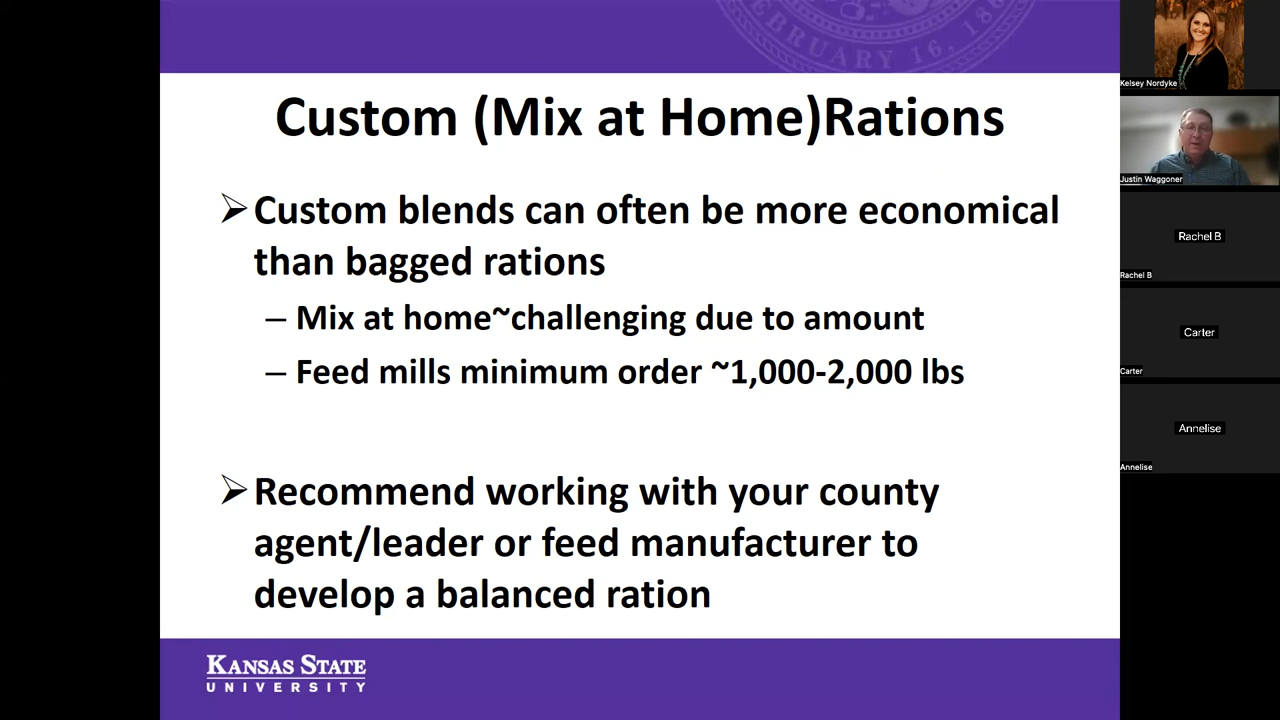 FEBRUARY 16, 186
Custom (Mix at Home)Rations
Custom blends can often be more economical
than bagged rations
– Mix at home~challenging due to amount
– Feed mills minimum order ~1,000-2,000 lbs
Recommend working with your county
agent/leader or feed manufacturer to
develop a balanced ration
KANSAS STATE
UNIVERSITY
Kelsey Nordyke
Justin Waggoner
Rachel B
Rachel B
Carter
Carter
Annelise
Annelise